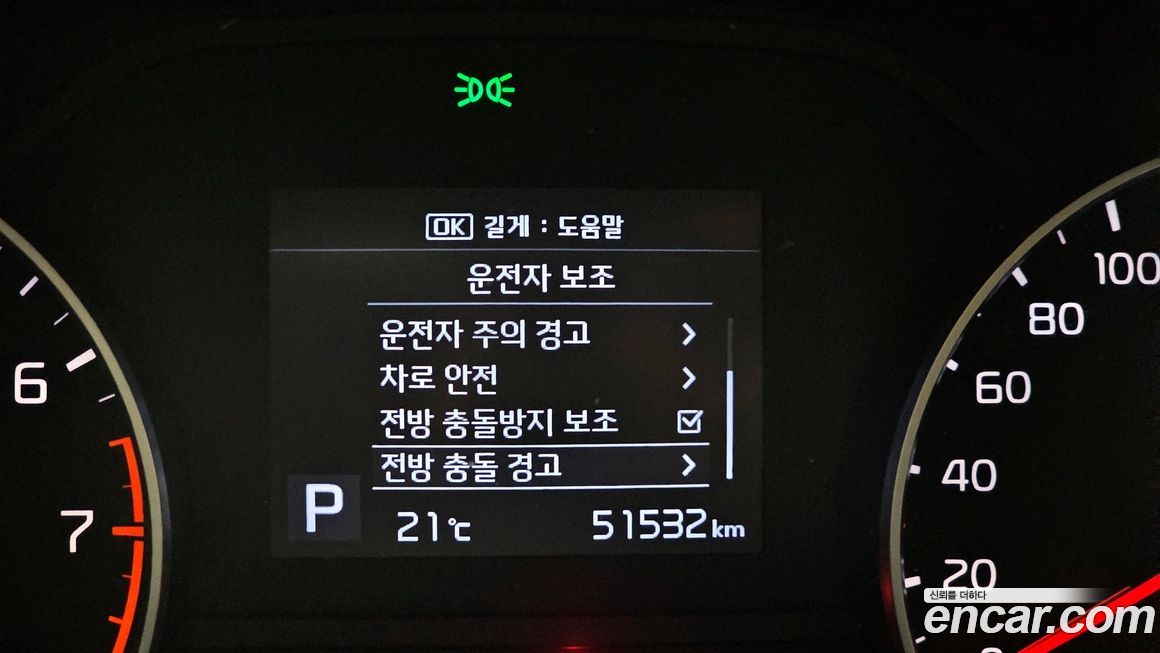 OK 길게 : 도움말
운전자 보조
운전자 주의 경고
차로 안전
전방 충돌방지 보조
전방 충돌 경고
P
21℃ 51532 km
6
7
100
80
60
40
20
신뢰를 더하다
encar.com